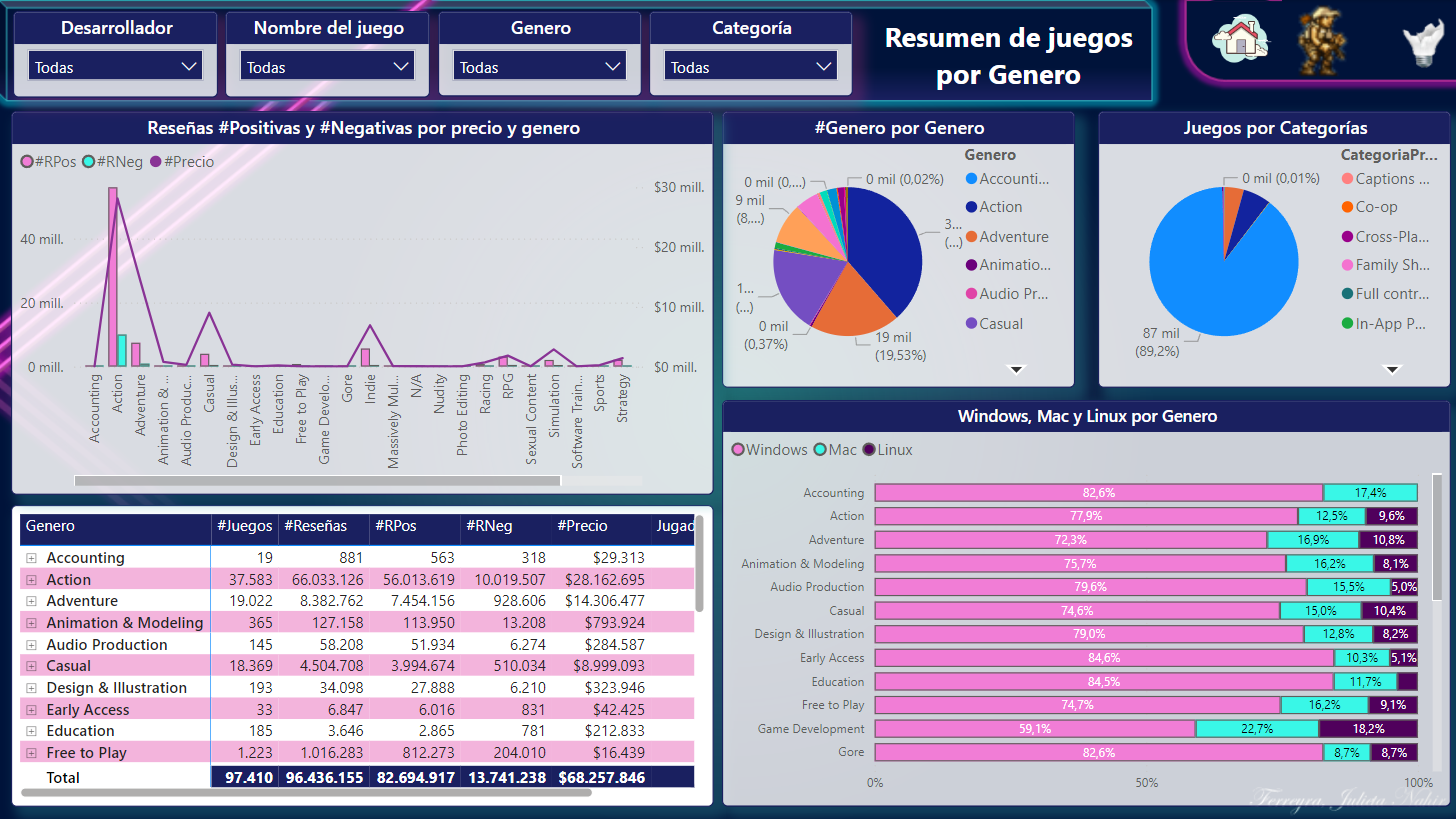 Desarrollador
Todas
Nombre del juego
Todas
Genero
Todas
Categoría
Todas
Resumen de juegos
por Genero
Reseñas #Positivas y #Negativas por precio y genero
#RPos #RNeg #Precio
40 mill.
20 mill.
0 mill.
$30 mill.
$20 mill.
$10 mill.
$0 mill.
Accounting
Action
Adventure
Animation & ...
Audio Produc...
Casual
Design & Illus...
Early Access
Education
Free to Play
Game Develo...
Gore
Indie
Massively Mul...
N/A
Nudity
Photo Editing
Racing
RPG
Sexual Content
Simulation
Software Train...
Sports
Strategy
#Genero por Genero
0 mil (0,...)
0 mil (0,02%)
9 mil
(8,...)
3...
(...)
1...
(...)
0 mil
(0,37%)
19 mil
(19,53%)
Genero
Accounti...
Action
Adventure
Animatio...
Audio Pr...
Casual
Juegos por Categorías
0 mil (0,01%)
87 mil
(89,2%)
CategoriaPr...
Captions ...
Co-op
Cross-Pla...
Family Sh...
Full contr...
In-App P...
Genero #Juegos #Reseñas #RPos #RNeg #Precio Jugad
Accounting 19 881 563 318 $29.313
Action 37.583 66.033.126 56.013.619 10.019.507 $28.162.695
Adventure 19.022 8.382.762 7.454.156 928.606 $14.306.477
Animation & Modeling 365 127.158 113.950 13.208 $793.924
Audio Production 145 58.208 51.934 6.274 $284.587
Casual 18.369 4.504.708 3.994.674 510.034 $8.999.093
Design & Illustration 193 34.098 27.888 6.210 $323.946
Early Access 33 6.847 6.016 831 $42.425
Education 185 3.646 2.865 781 $212.833
Free to Play 1.223 1.016.283 812.273 204.010 $16.439
Total 97.410 96.436.155 82.694.917 13.741.238 $68.257.846
Windows, Mac y Linux por Genero
Windows Mac Linux
Accounting 82,6% 17,4%
Action 77,9% 12,5% 9,6%
Adventure 72,3% 16,9% 10,8%
Animation & Modeling 75,7% 16,2% 8,1%
Audio Production 79,6% 15,5% 5,0%
Casual 74,6% 15,0% 10,4%
Design & Illustration 79,0% 12,8% 8,2%
Early Access 84,6% 10,3% 5,1%
Education 84,5% 11,7%
Free to Play 74,7% 16,2% 9,1%
Game Development 59,1% 22,7% 18,2%
Gore 82,6% 8,7% 8,7%
0% 50% 100%
Ferreyra, Julieta